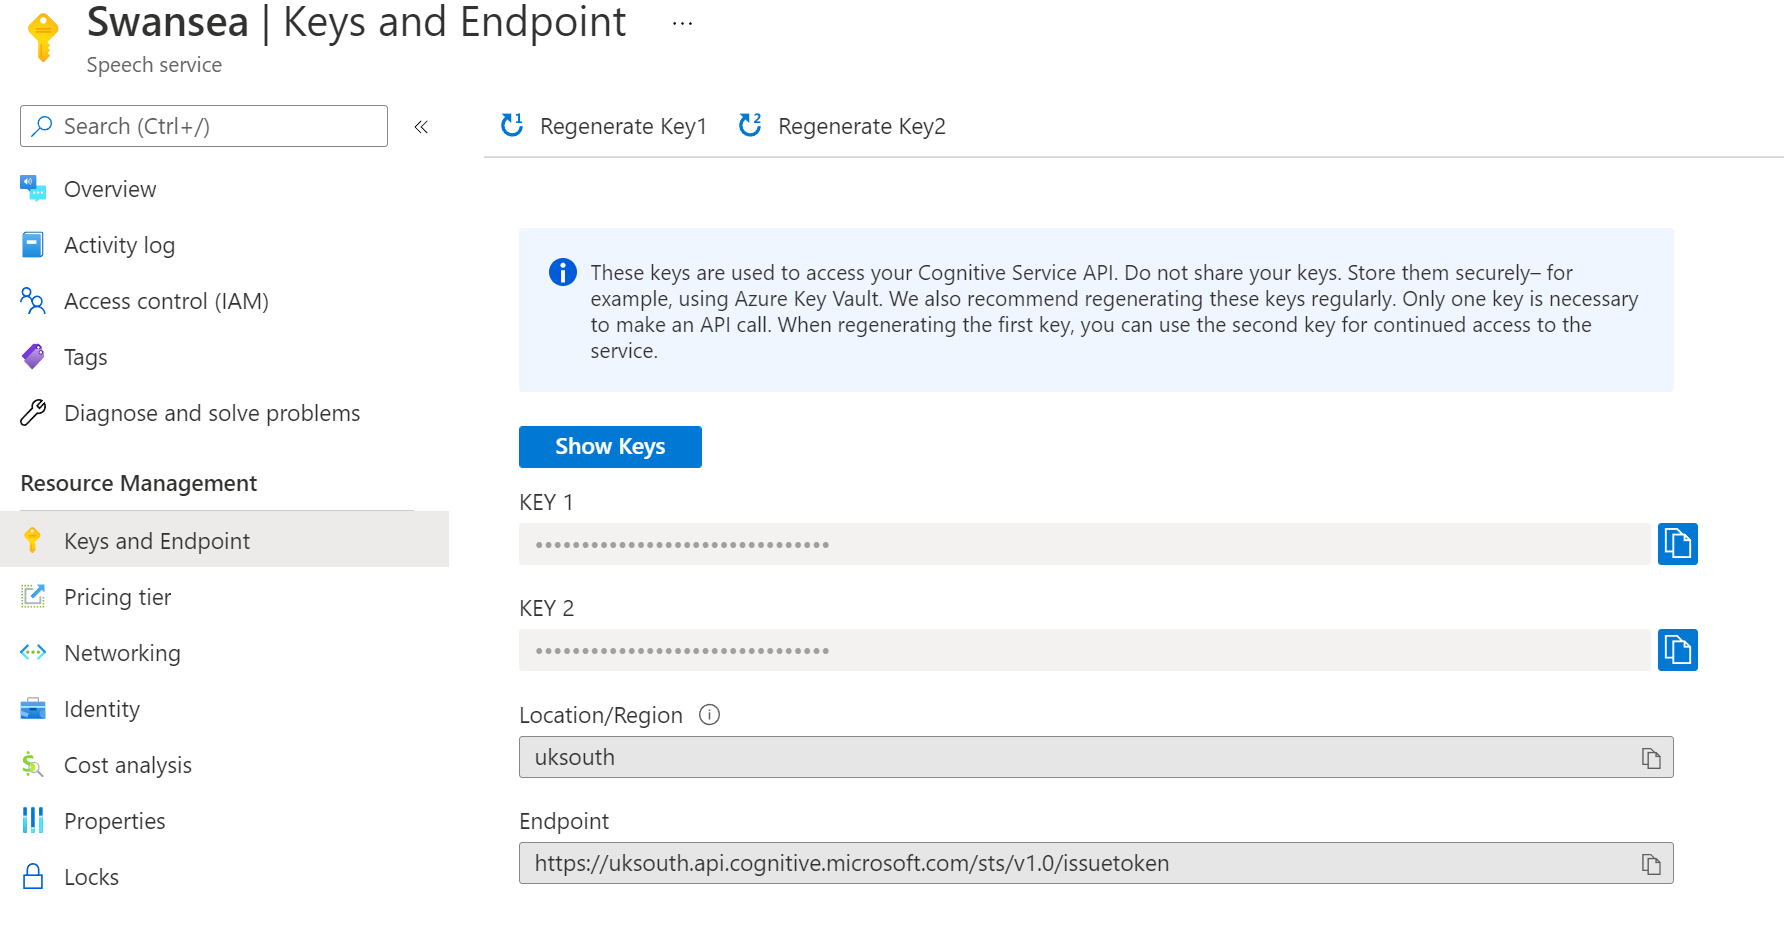 Swansea | Keys and Endpoint ...
Speech service
Search (Ctrl+/)
«
Overview
Activity log
Access control (IAM)
Tags
Diagnose and solve problems
Resource Management
Keys and Endpoint
Pricing tier
Networking
Identity
Cost analysis
Properties
Locks
1 Regenerate Key1 2 Regenerate Key2
These keys are used to access your Cognitive Service API. Do not share your keys. Store them securely– for
example, using Azure Key Vault. We also recommend regenerating these keys regularly. Only one key is necessary
to make an API call. When regenerating the first key, you can use the second key for continued access to the
service.
Show Keys
KEY 1
••••••••••••••••••••••••••••••••
KEY 2
••••••••••••••••••••••••••••••••
Location/Region
uksouth
Endpoint
https://uksouth.api.cognitive.microsoft.com/sts/v1.0/issuetoken